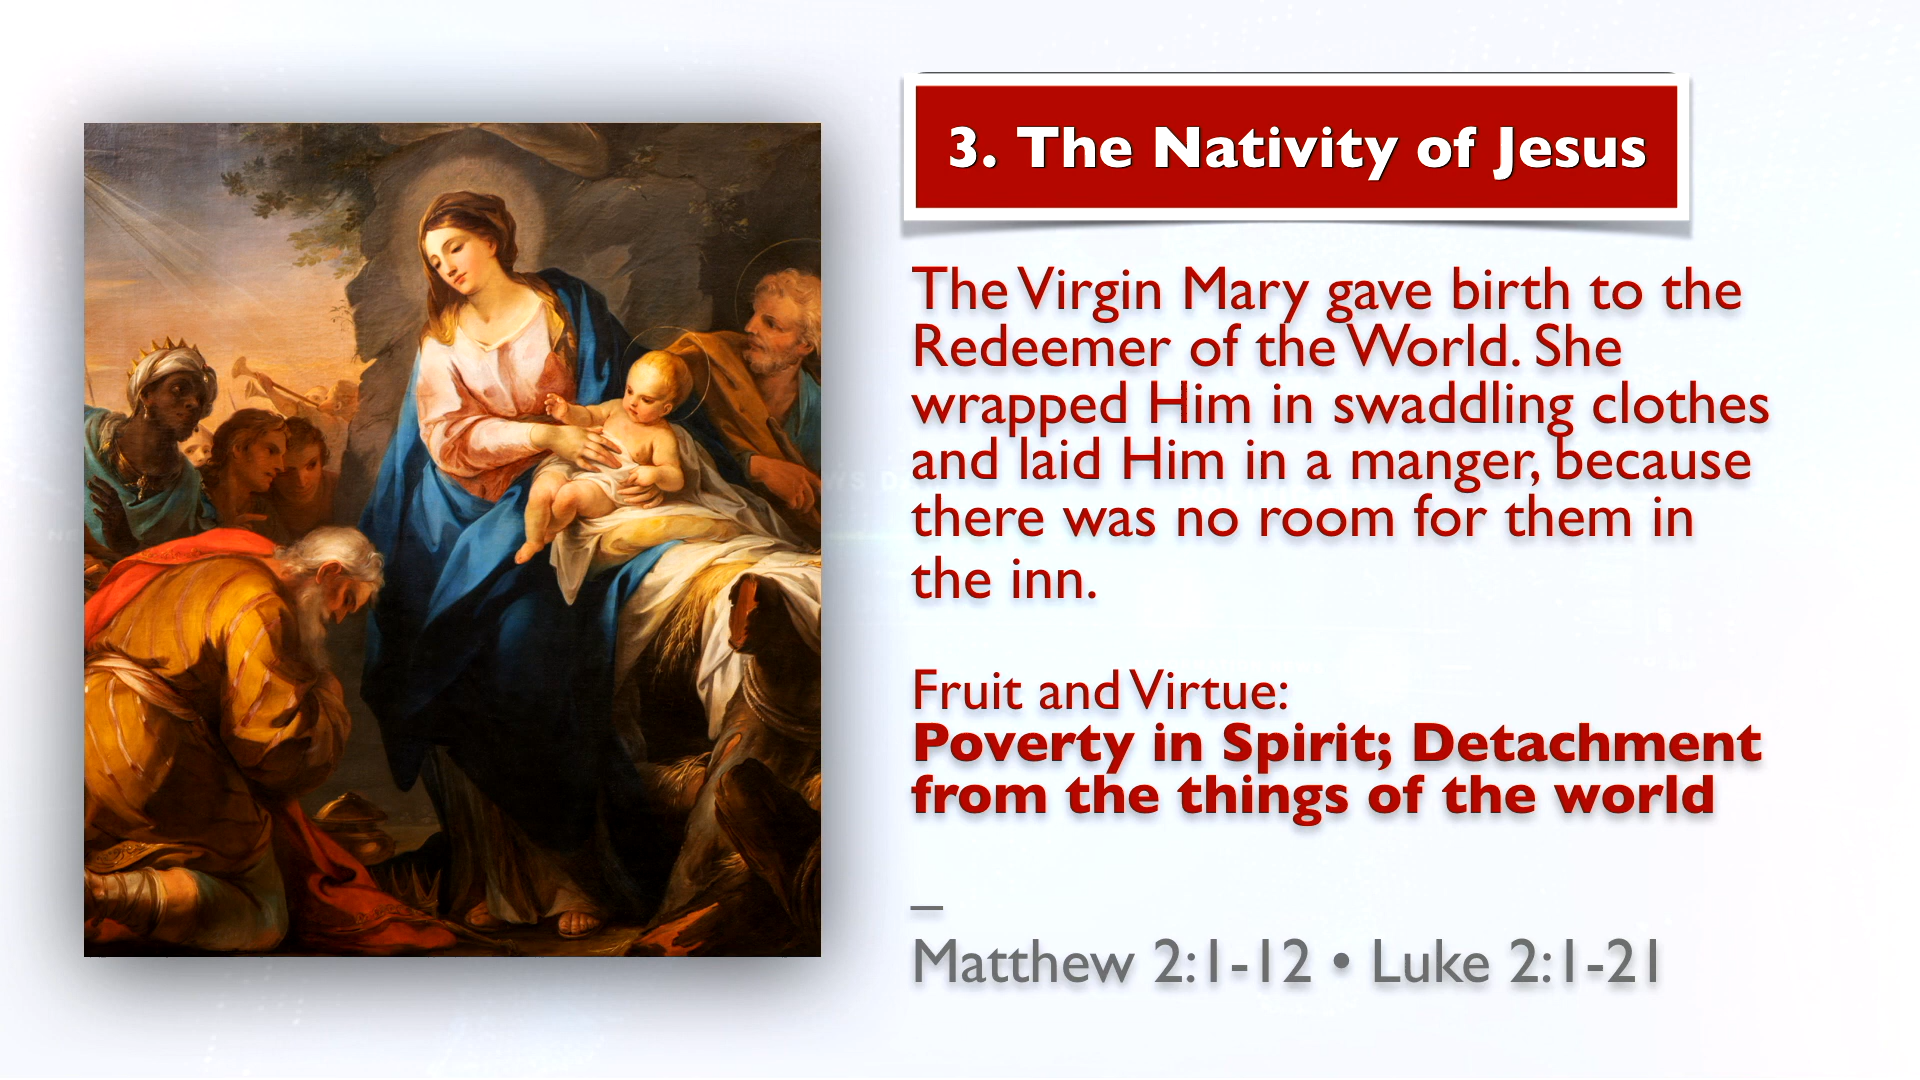 3. The Nativity of Jesus
The Virgin Mary gave birth to the
Redeemer of the World. She
wrapped Him in swaddling clothes
and laid Him in a manger, because
there was no room for them in
the inn.
Fruit and Virtue:
Poverty in Spirit; Detachment
from the things of the world
–
Matthew 2:1-12 • Luke 2:1-21